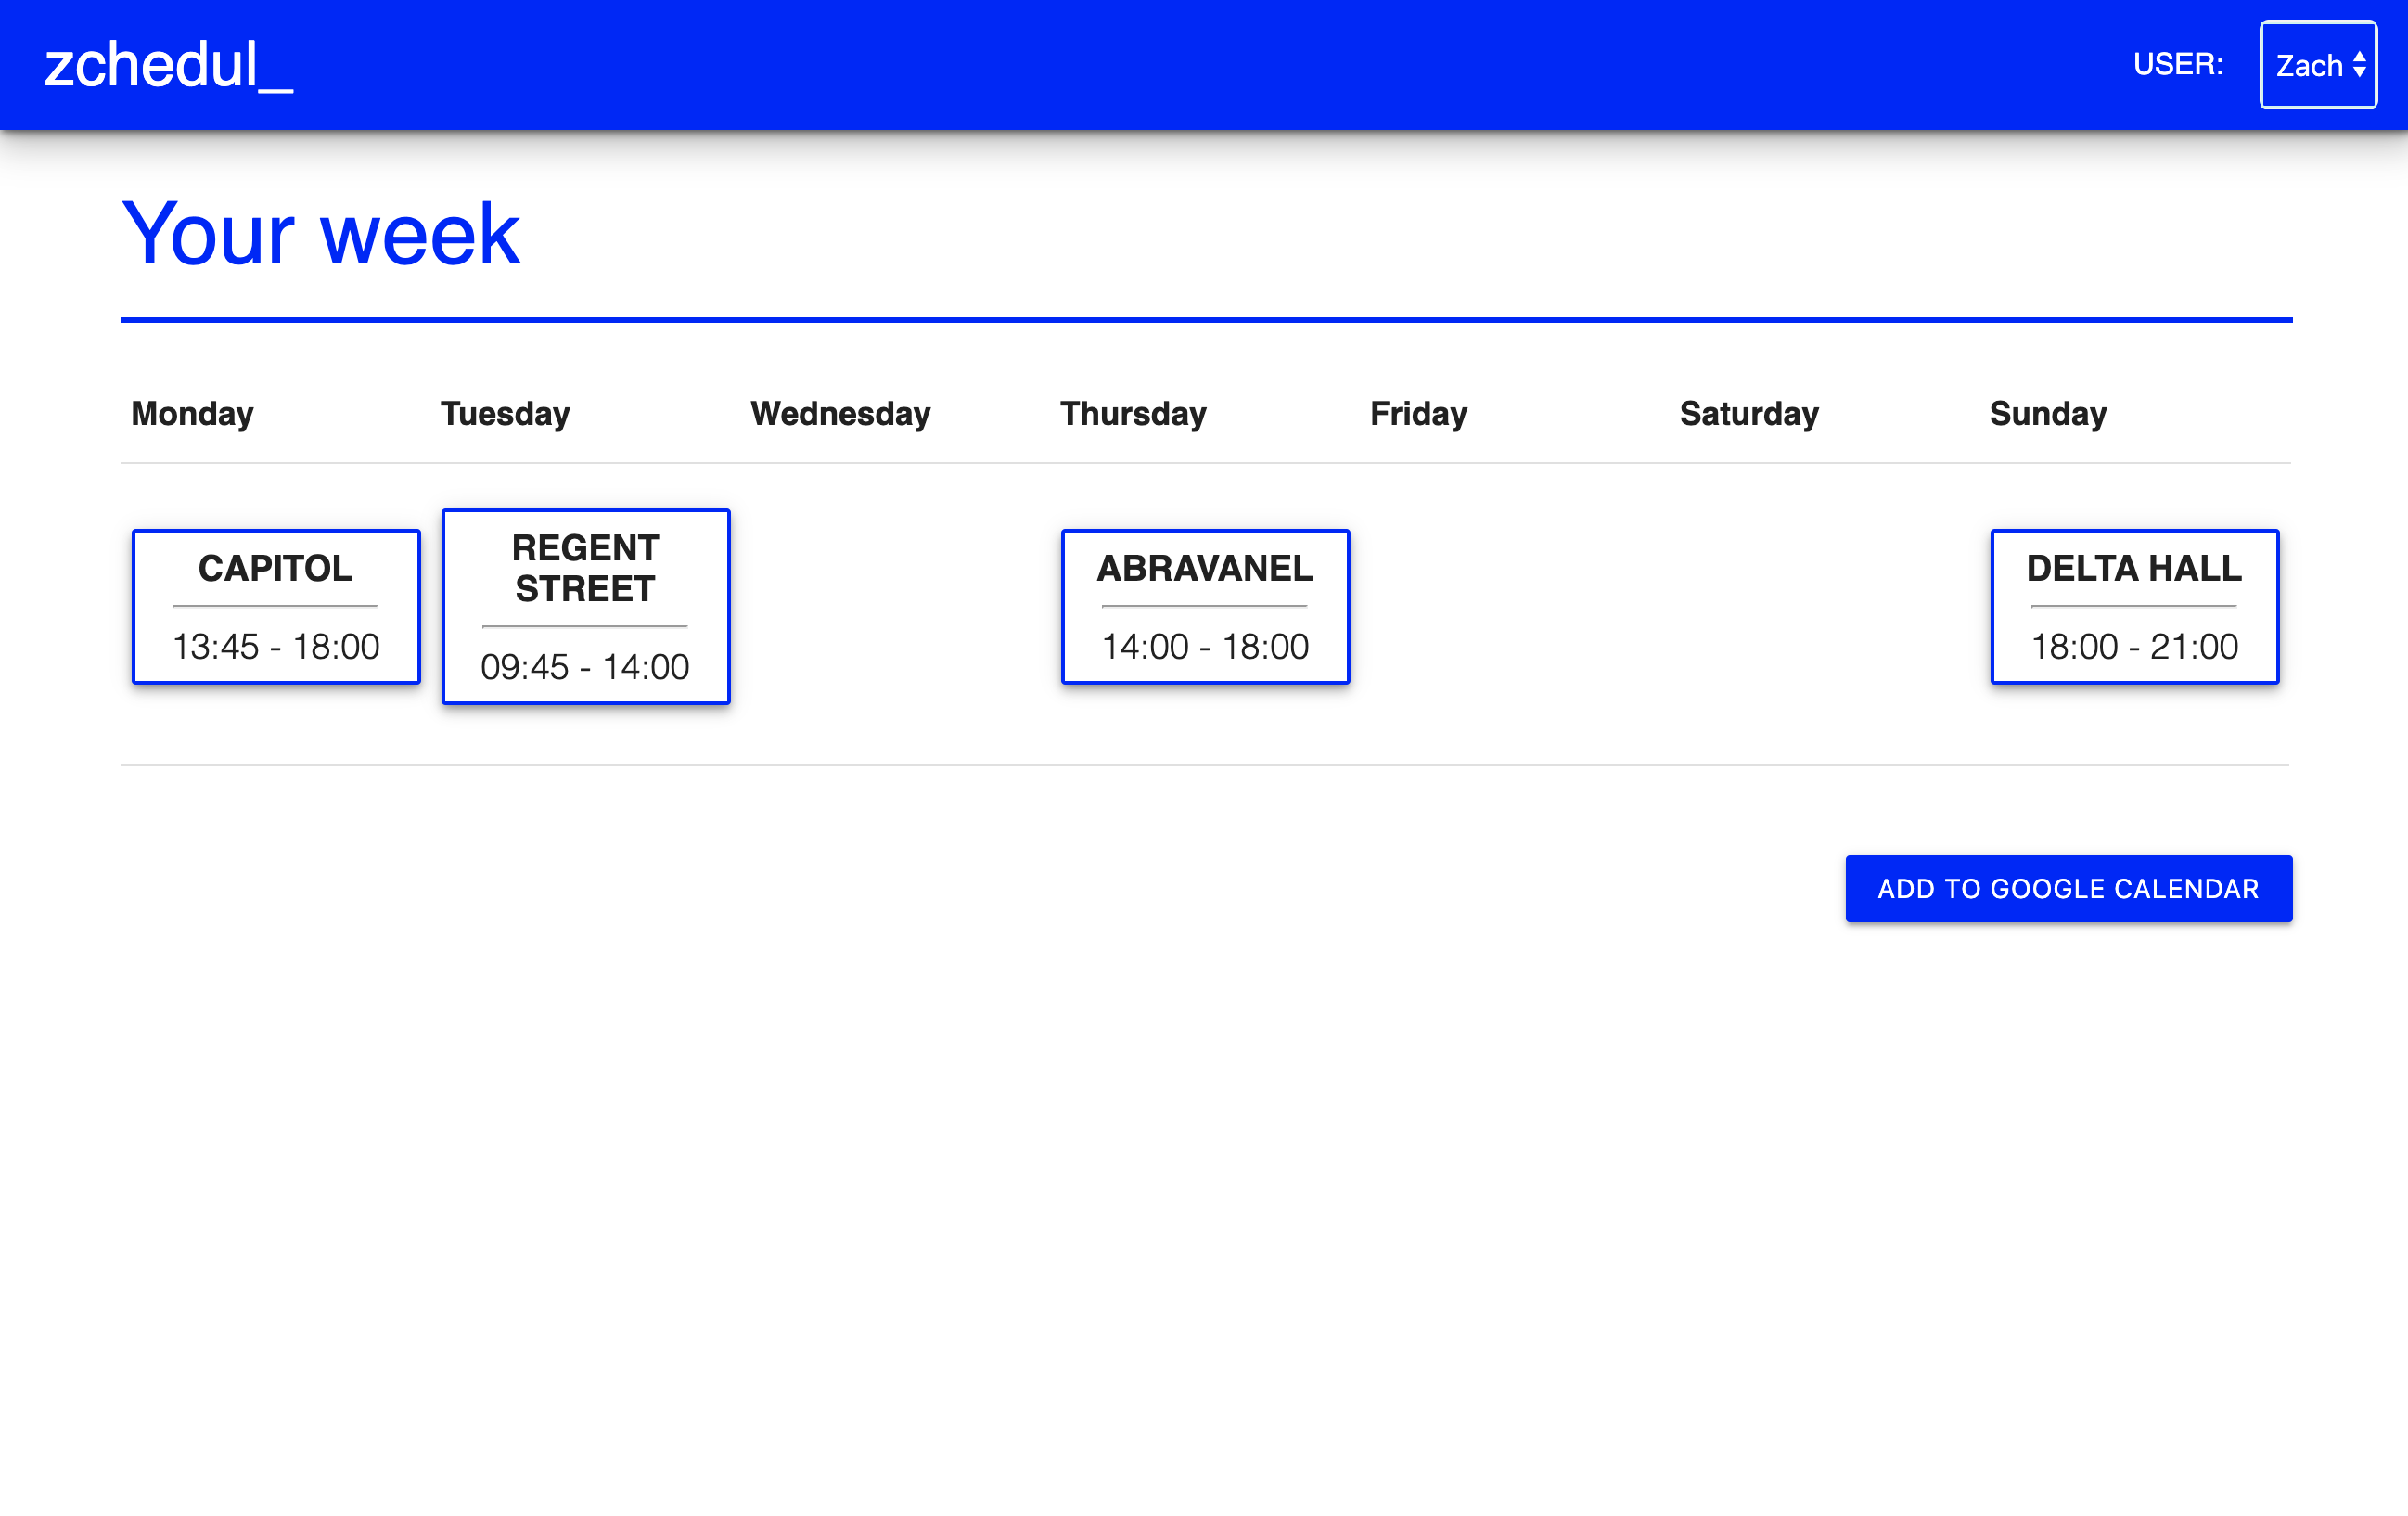 zchedul_
USER: Zach
Your week
Monday Tuesday Wednesday Thursday Friday Saturday Sunday
CAPITOL
13:45 - 18:00
REGENT
STREET
09:45 - 14:00
ABRAVANEL
14:00 - 18:00
DELTA HALL
18:00 - 21:00
ADD TO GOOGLE CALENDAR